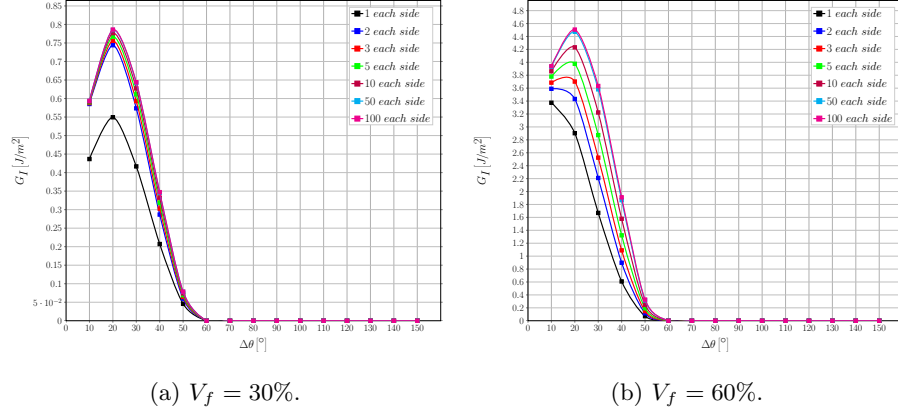 0.85
0.8
0.75
0.7
0.65
0.6
0.55
0.5
0.45
0.4
0.35
0.3
0.25
0.2
0.15
0.1
5 · 10⁻²
0
G_I [J/m²]
0 10 20 30 40 50 60 70 80 90 100 110 120 130 140 150
Δθ [°]
1 each side
2 each side
3 each side
5 each side
10 each side
50 each side
100 each side
(a) V_f = 30%.
4.8
4.6
4.4
4.2
4
3.8
3.6
3.4
3.2
3
2.8
2.6
2.4
2.2
2
1.8
1.6
1.4
1.2
1
0.8
0.6
0.4
0.2
0
G_I [J/m²]
0 10 20 30 40 50 60 70 80 90 100 110 120 130 140 150
Δθ [°]
1 each side
2 each side
3 each side
5 each side
10 each side
50 each side
100 each side
(b) V_f = 60%.